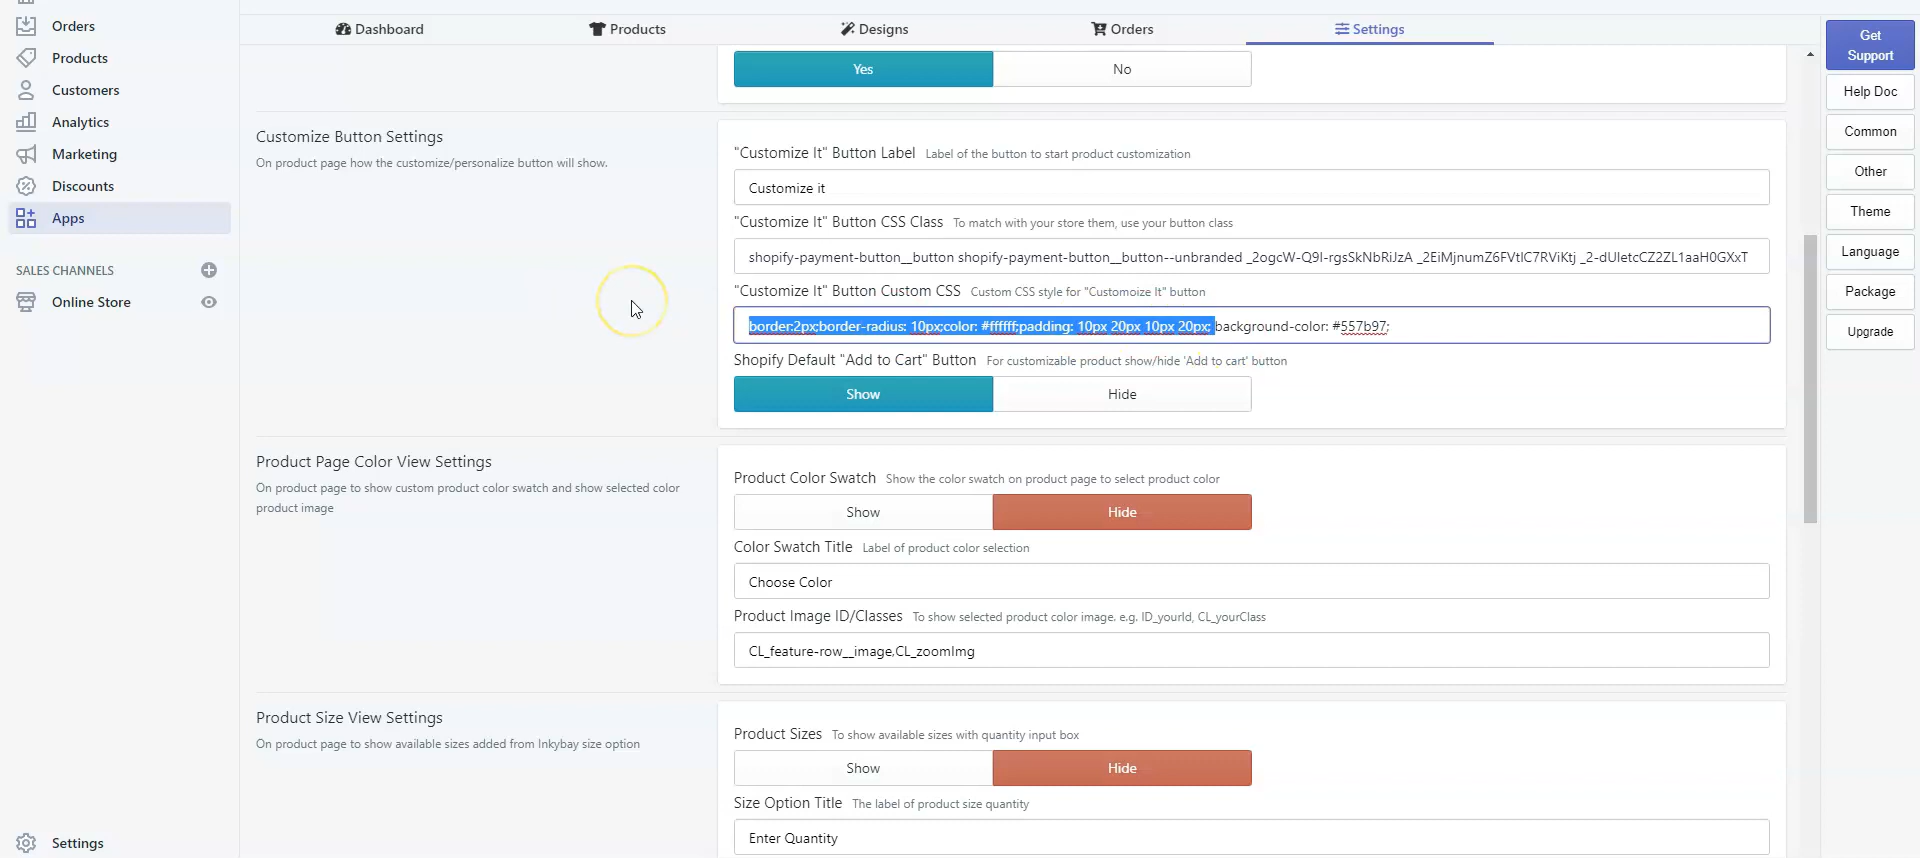 Dashboard
Products
Designs
Orders
Settings
Get
Support
Help Doc
Common
Other
Theme
Language
Package
Upgrade
Orders
Products
Customers
Analytics
Marketing
Discounts
Apps
SALES CHANNELS
Online Store
Settings
Yes
No
Customize Button Settings
On product page how the customize/personalize button will show.
"Customize It" Button Label Label of the button to start product customization
Customize it
"Customize It" Button CSS Class To match with your store them, use your button class
shopify-payment-button__button shopify-payment-button__button--unbranded _2ogcW-Q9I-rgsSkNbRiJzA _2EiMjnumZ6FVtlC7RViKtj _2-dUletcCZ2ZL1aaH0GXxT
"Customize It" Button Custom CSS Custom CSS style for "Customoize It" button
border:2px;border-radius: 10px;color: #ffffff;padding: 10px 20px 10px 20px; background-color: #557b97;
Shopify Default "Add to Cart" Button For customizable product show/hide 'Add to cart' button
Show
Hide
Product Page Color View Settings
On product page to show custom product color swatch and show selected color
product image
Product Color Swatch Show the color swatch on product page to select product color
Show
Hide
Color Swatch Title Label of product color selection
Choose Color
Product Image ID/Classes To show selected product color image. e.g. ID_yourId, CL_yourClass
CL_feature-row__image,CL_zoomImg
Product Size View Settings
On product page to show available sizes added from Inkybay size option
Product Sizes To show available sizes with quantity input box
Show
Hide
Size Option Title The label of product size quantity
Enter Quantity